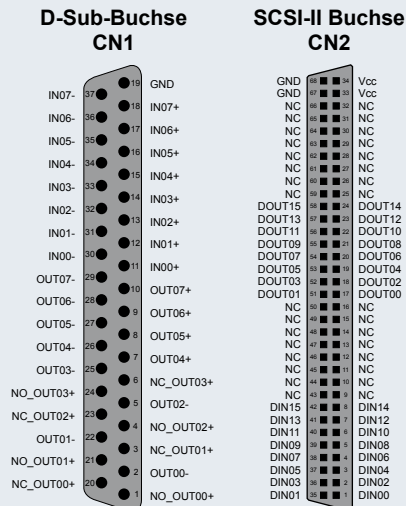 D-Sub-Buchse
CN1
19 GND
IN07- 37
18 IN07+
IN06- 36
17 IN06+
IN05- 35
16 IN05+
IN04- 34
15 IN04+
IN03- 33
14 IN03+
IN02- 32
13 IN02+
IN01- 31
12 IN01+
IN00- 30
11 IN00+
OUT07- 29
10 OUT07+
OUT06- 28
9 OUT06+
OUT05- 27
8 OUT05+
OUT04- 26
7 OUT04+
OUT03- 25
6 NC_OUT03+
NO_OUT03+ 24
5 OUT02-
NC_OUT02+ 23
4 NO_OUT02+
OUT01- 22
3 NC_OUT01+
NO_OUT01+ 21
2 OUT00-
NC_OUT00+ 20
1 NO_OUT00+
SCSI-II Buchse
CN2
GND 68 34 Vcc
GND 67 33 Vcc
NC 66 32 NC
NC 65 31 NC
NC 64 30 NC
NC 63 29 NC
NC 62 28 NC
NC 61 27 NC
NC 60 26 NC
NC 59 25 NC
DOUT15 58 24 DOUT14
DOUT13 57 23 DOUT12
DOUT11 56 22 DOUT10
DOUT09 55 21 DOUT08
DOUT07 54 20 DOUT06
DOUT05 53 19 DOUT04
DOUT03 52 18 DOUT02
DOUT01 51 17 DOUT00
NC 50 16 NC
NC 49 15 NC
NC 48 14 NC
NC 47 13 NC
NC 46 12 NC
NC 45 11 NC
NC 44 10 NC
NC 43 9 NC
DIN15 42 8 DIN14
DIN13 41 7 DIN12
DIN11 40 6 DIN10
DIN09 39 5 DIN08
DIN07 38 4 DIN06
DIN05 37 3 DIN04
DIN03 36 2 DIN02
DIN01 35 1 DIN00